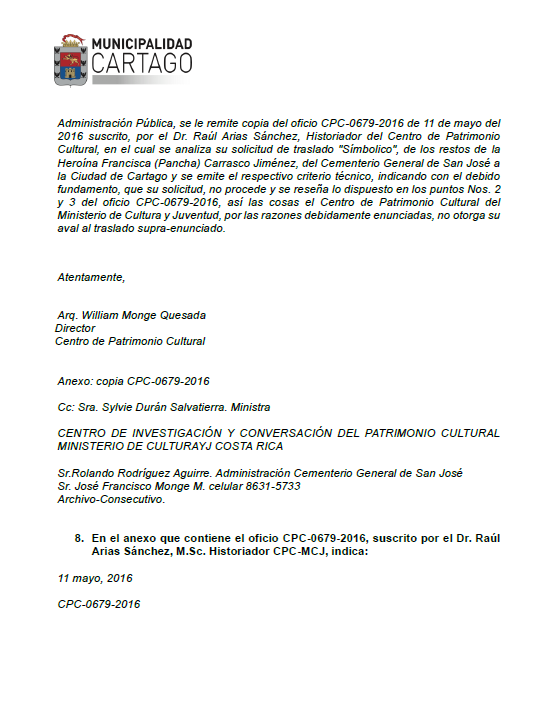 MUNICIPALIDAD
CARTAGO
Administración Pública, se le remite copia del oficio CPC-0679-2016 de 11 de mayo del
2016 suscrito, por el Dr. Raúl Arias Sánchez, Historiador del Centro de Patrimonio
Cultural, en el cual se analiza su solicitud de traslado "Símbolico", de los restos de la
Heroína Francisca (Pancha) Carrasco Jiménez, del Cementerio General de San José a
la Ciudad de Cartago y se emite el respectivo criterio técnico, indicando con el debido
fundamento, que su solicitud, no procede y se reseña lo dispuesto en los puntos Nos. 2
y 3 del oficio CPC-0679-2016, así las cosas el Centro de Patrimonio Cultural del
Ministerio de Cultura y Juventud, por las razones debidamente enunciadas, no otorga su
aval al traslado supra-enunciado.
Atentamente,
Arq. William Monge Quesada
Director
Centro de Patrimonio Cultural
Anexo: copia CPC-0679-2016
Cc: Sra. Sylvie Durán Salvatierra. Ministra
CENTRO DE INVESTIGACIÓN Y CONVERSACIÓN DEL PATRIMONIO CULTURAL
MINISTERIO DE CULTURAYJ COSTA RICA
Sr.Rolando Rodríguez Aguirre. Administración Cementerio General de San José
Sr. José Francisco Monge M. celular 8631-5733
Archivo-Consecutivo.
8. En el anexo que contiene el oficio CPC-0679-2016, suscrito por el Dr. Raúl
Arias Sánchez, M.Sc. Historiador CPC-MCJ, indica:
11 mayo, 2016
CPC-0679-2016